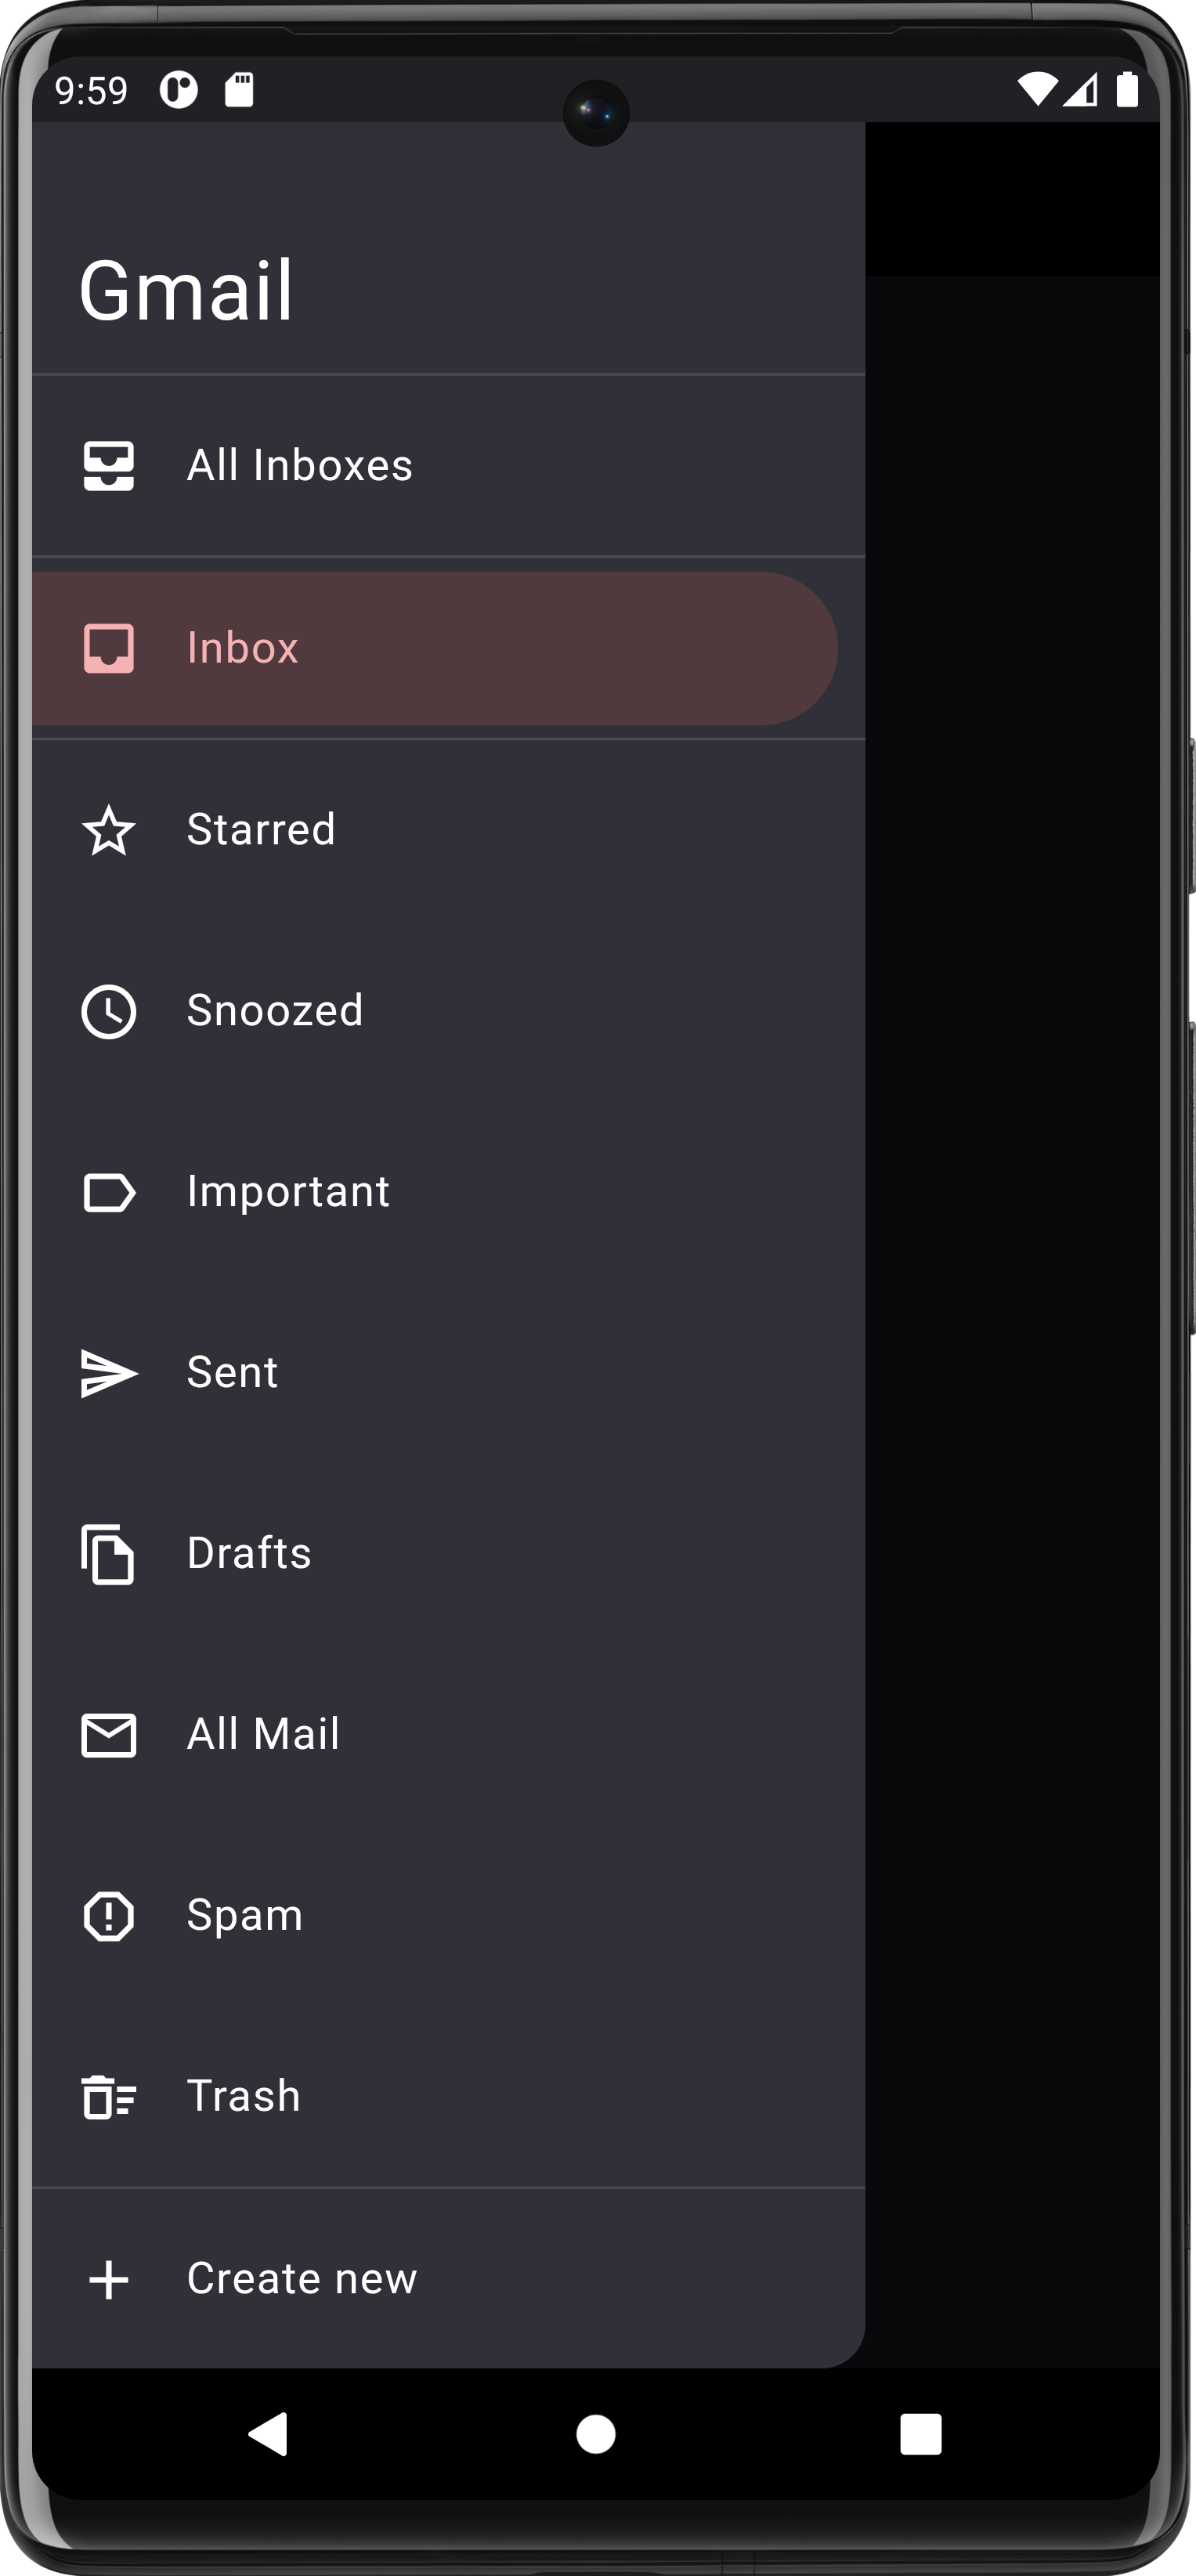 9:59
Gmail
All Inboxes
Inbox
Starred
Snoozed
Important
Sent
Drafts
All Mail
Spam
Trash
Create new